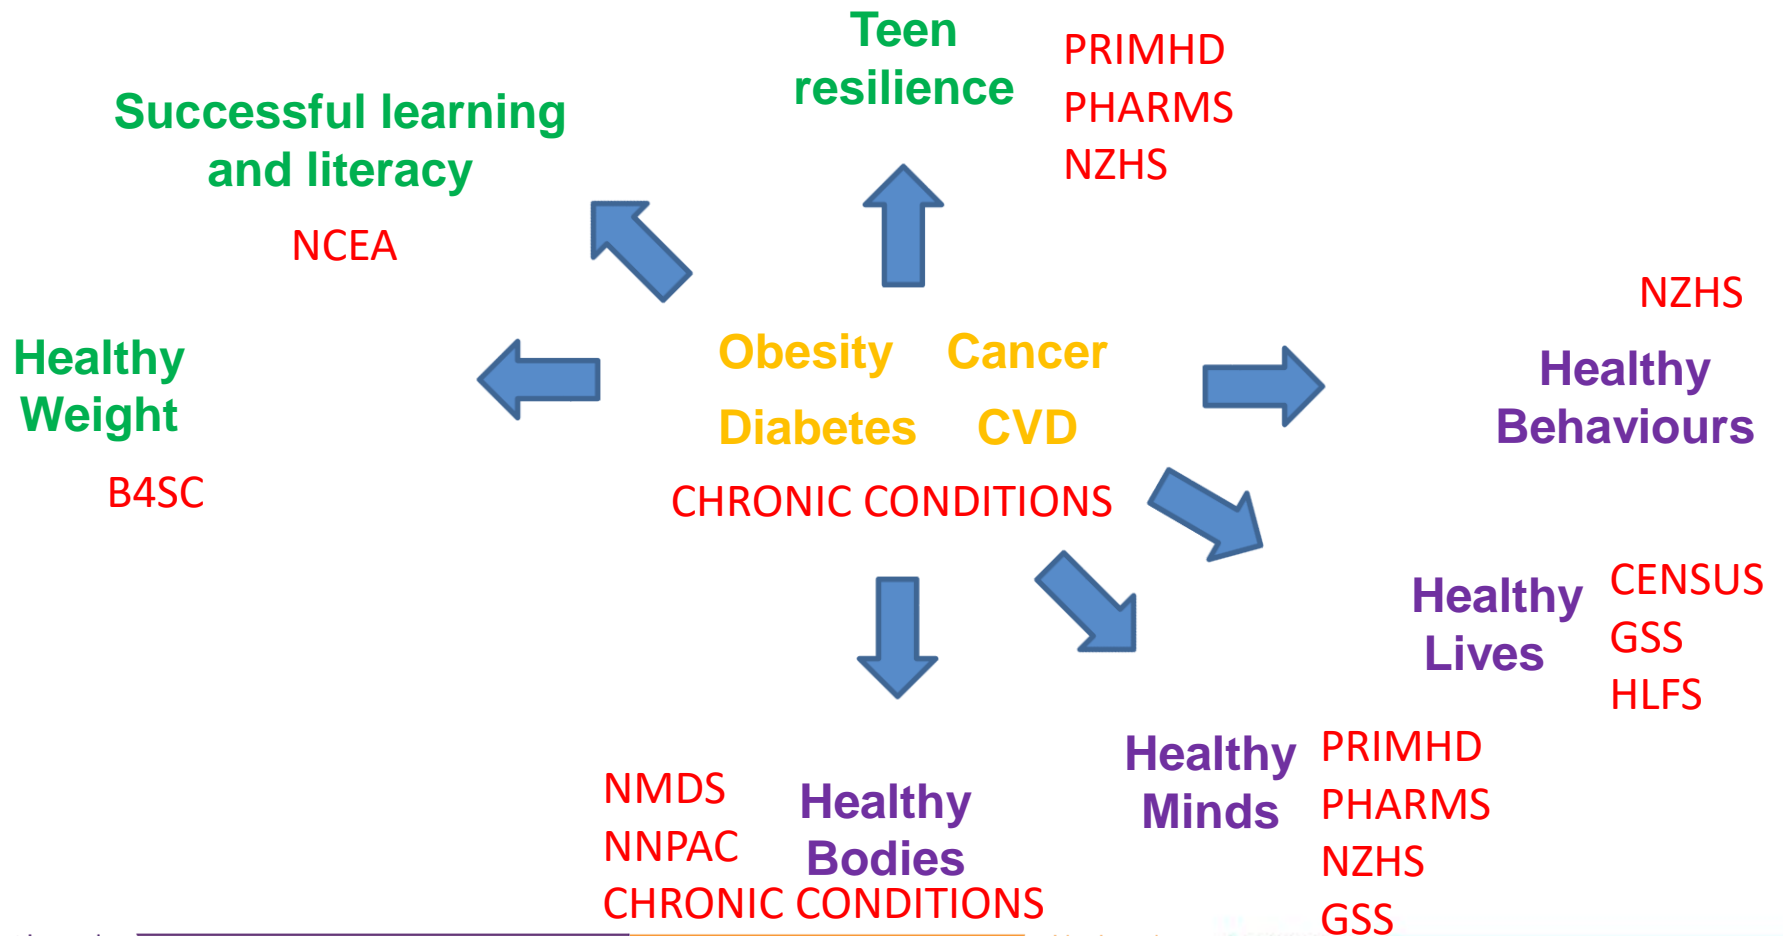 Teen
resilience
PRIMHD
PHARMS
NZHS
Successful learning
and literacy
NCEA
Healthy
Weight
B4SC
Obesity Cancer
Diabetes CVD
CHRONIC CONDITIONS
NZHS
Healthy
Behaviours
Healthy
Lives
CENSUS
GSS
HLFS
Healthy
Minds
PRIMHD
PHARMS
NZHS
GSS
NMDS
NNPAC
CHRONIC CONDITIONS
Healthy
Bodies